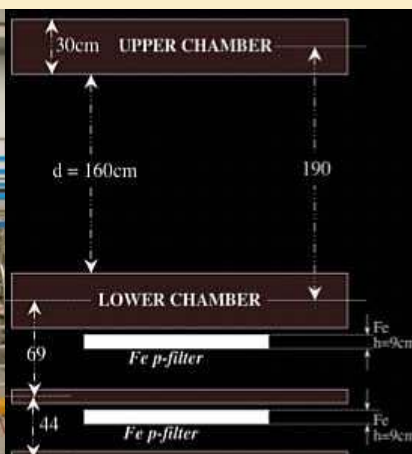 30cm UPPER CHAMBER
d = 160cm
190
LOWER CHAMBER
Fe
h=9cm
69
Fe p-filter
44
Fe
h=9cm
Fe p-filter